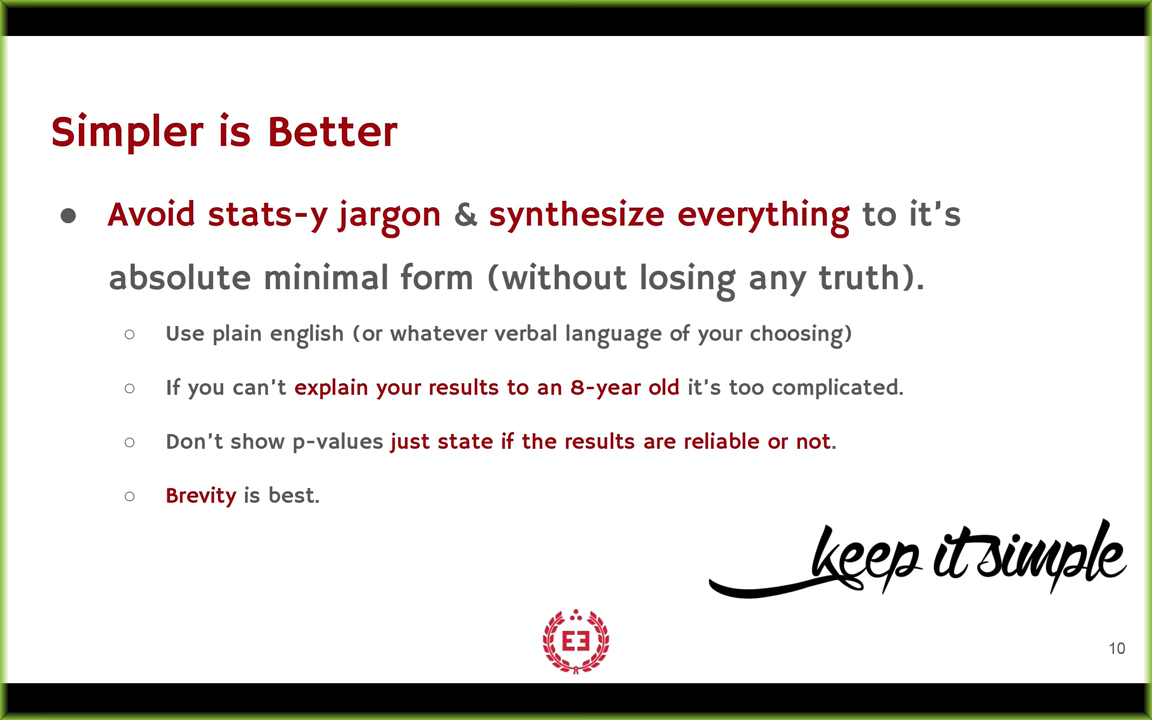 Simpler is Better
● Avoid stats-y jargon & synthesize everything to it's
absolute minimal form (without losing any truth).
○ Use plain english (or whatever verbal language of your choosing)
○ If you can't explain your results to an 8-year old it's too complicated.
○ Don't show p-values just state if the results are reliable or not.
○ Brevity is best.
keep it simple
EE
10